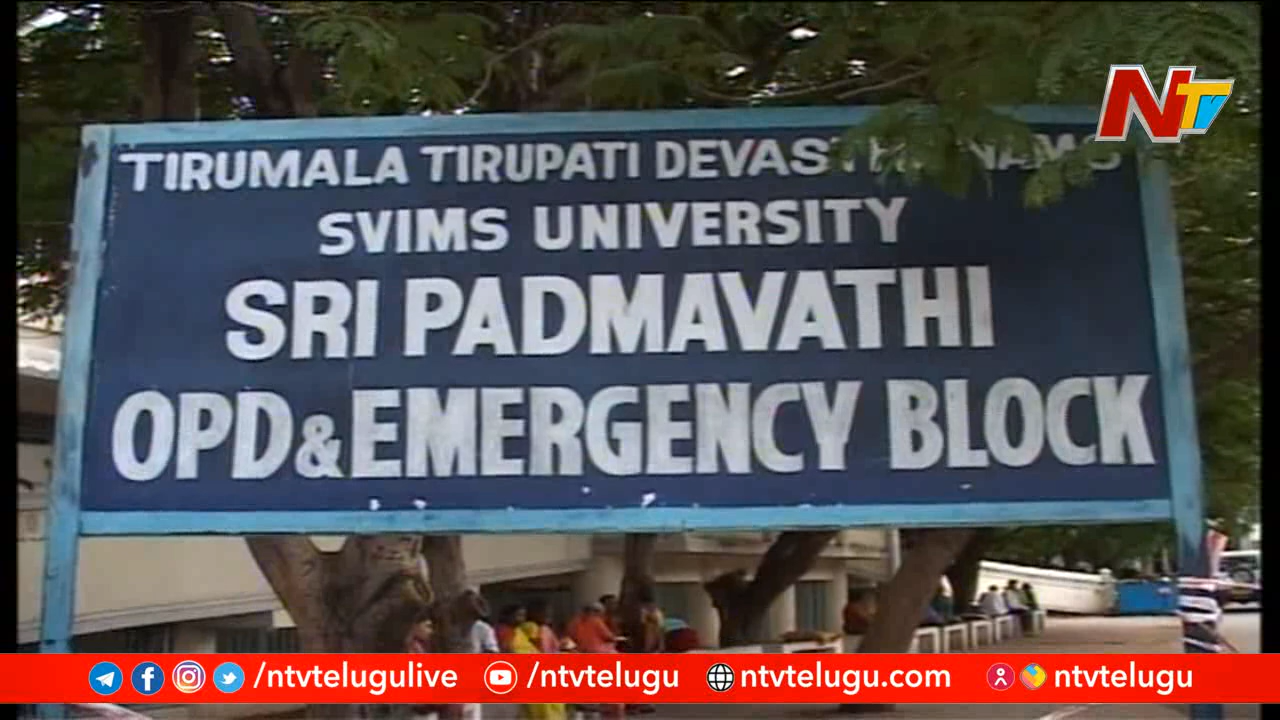 NTV
TIRUMALA TIRUPATI DEVASTHANAMS
SVIMS UNIVERSITY
SRI PADMAVATHI
OPD & EMERGENCY BLOCK
/ntvtelugulive /ntvtelugu ntvtelugu.com ntvtelugu